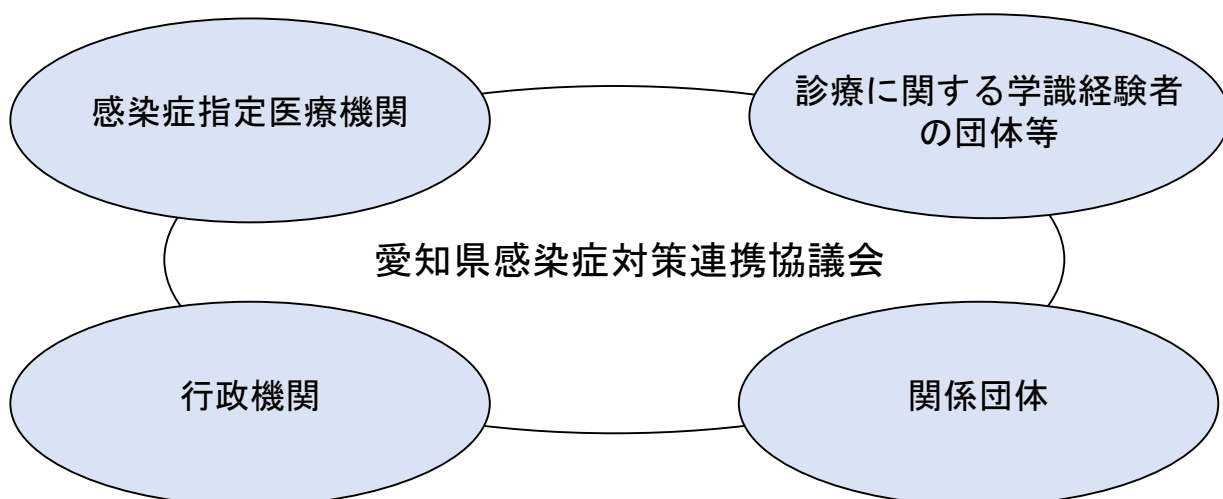 感染症指定医療機関
診療に関する学識経験者
の団体等
愛知県感染症対策連携協議会
行政機関
関係団体